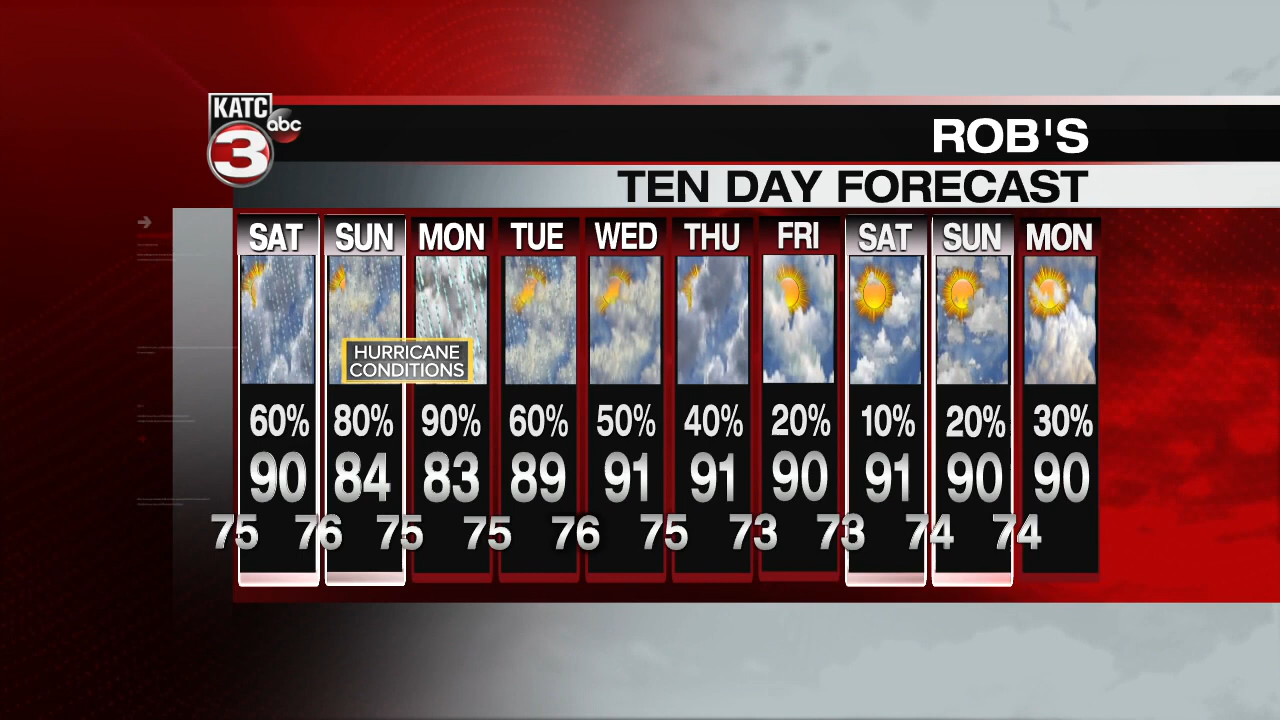 KATC
abc
3
ROB'S
TEN DAY FORECAST
SAT SUN MON TUE WED THU FRI SAT SUN MON
HURRICANE
CONDITIONS
60% 80% 90% 60% 50% 40% 20% 10% 20% 30%
90 84 83 89 91 91 90 91 90 90
75 76 75 75 76 75 73 73 74 74